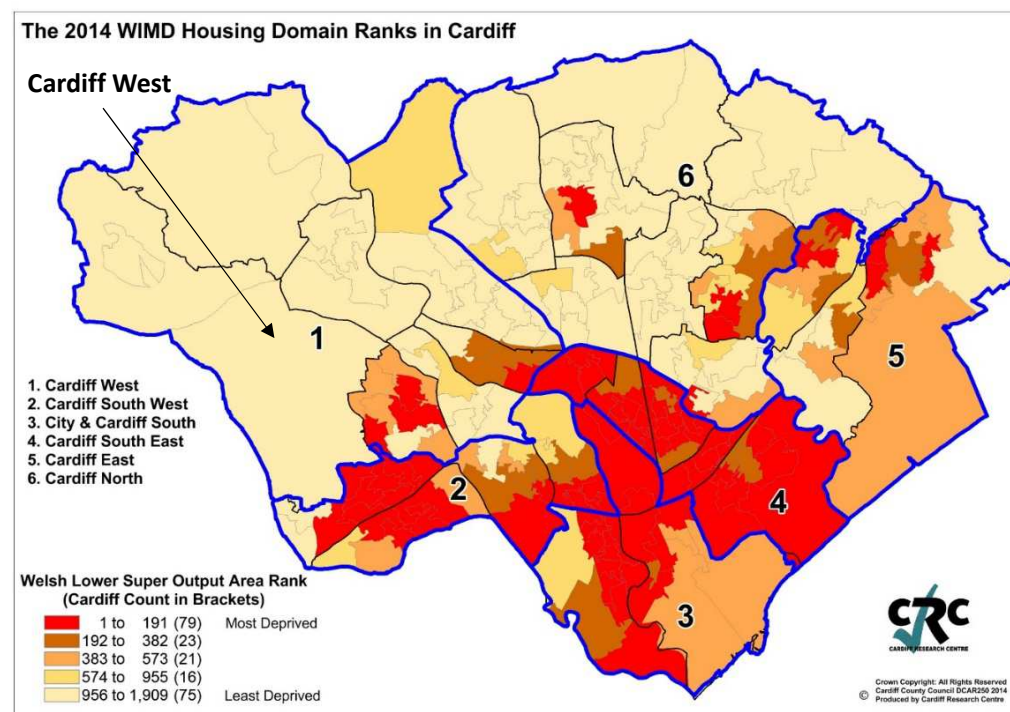 The 2014 WIMD Housing Domain Ranks in Cardiff
Cardiff West
6
1
5
1. Cardiff West
2. Cardiff South West
3. City & Cardiff South
4. Cardiff South East
5. Cardiff East
6. Cardiff North
2
4
3
Welsh Lower Super Output Area Rank
(Cardiff Count in Brackets)
1 to 191 (79) Most Deprived
192 to 382 (23)
383 to 573 (21)
574 to 955 (16)
956 to 1,909 (75) Least Deprived
CRC
CARDIFF RESEARCH CENTRE
Crown Copyright: All Rights Reserved
Cardiff County Council DCAR250 2014
© Produced by Cardiff Research Centre